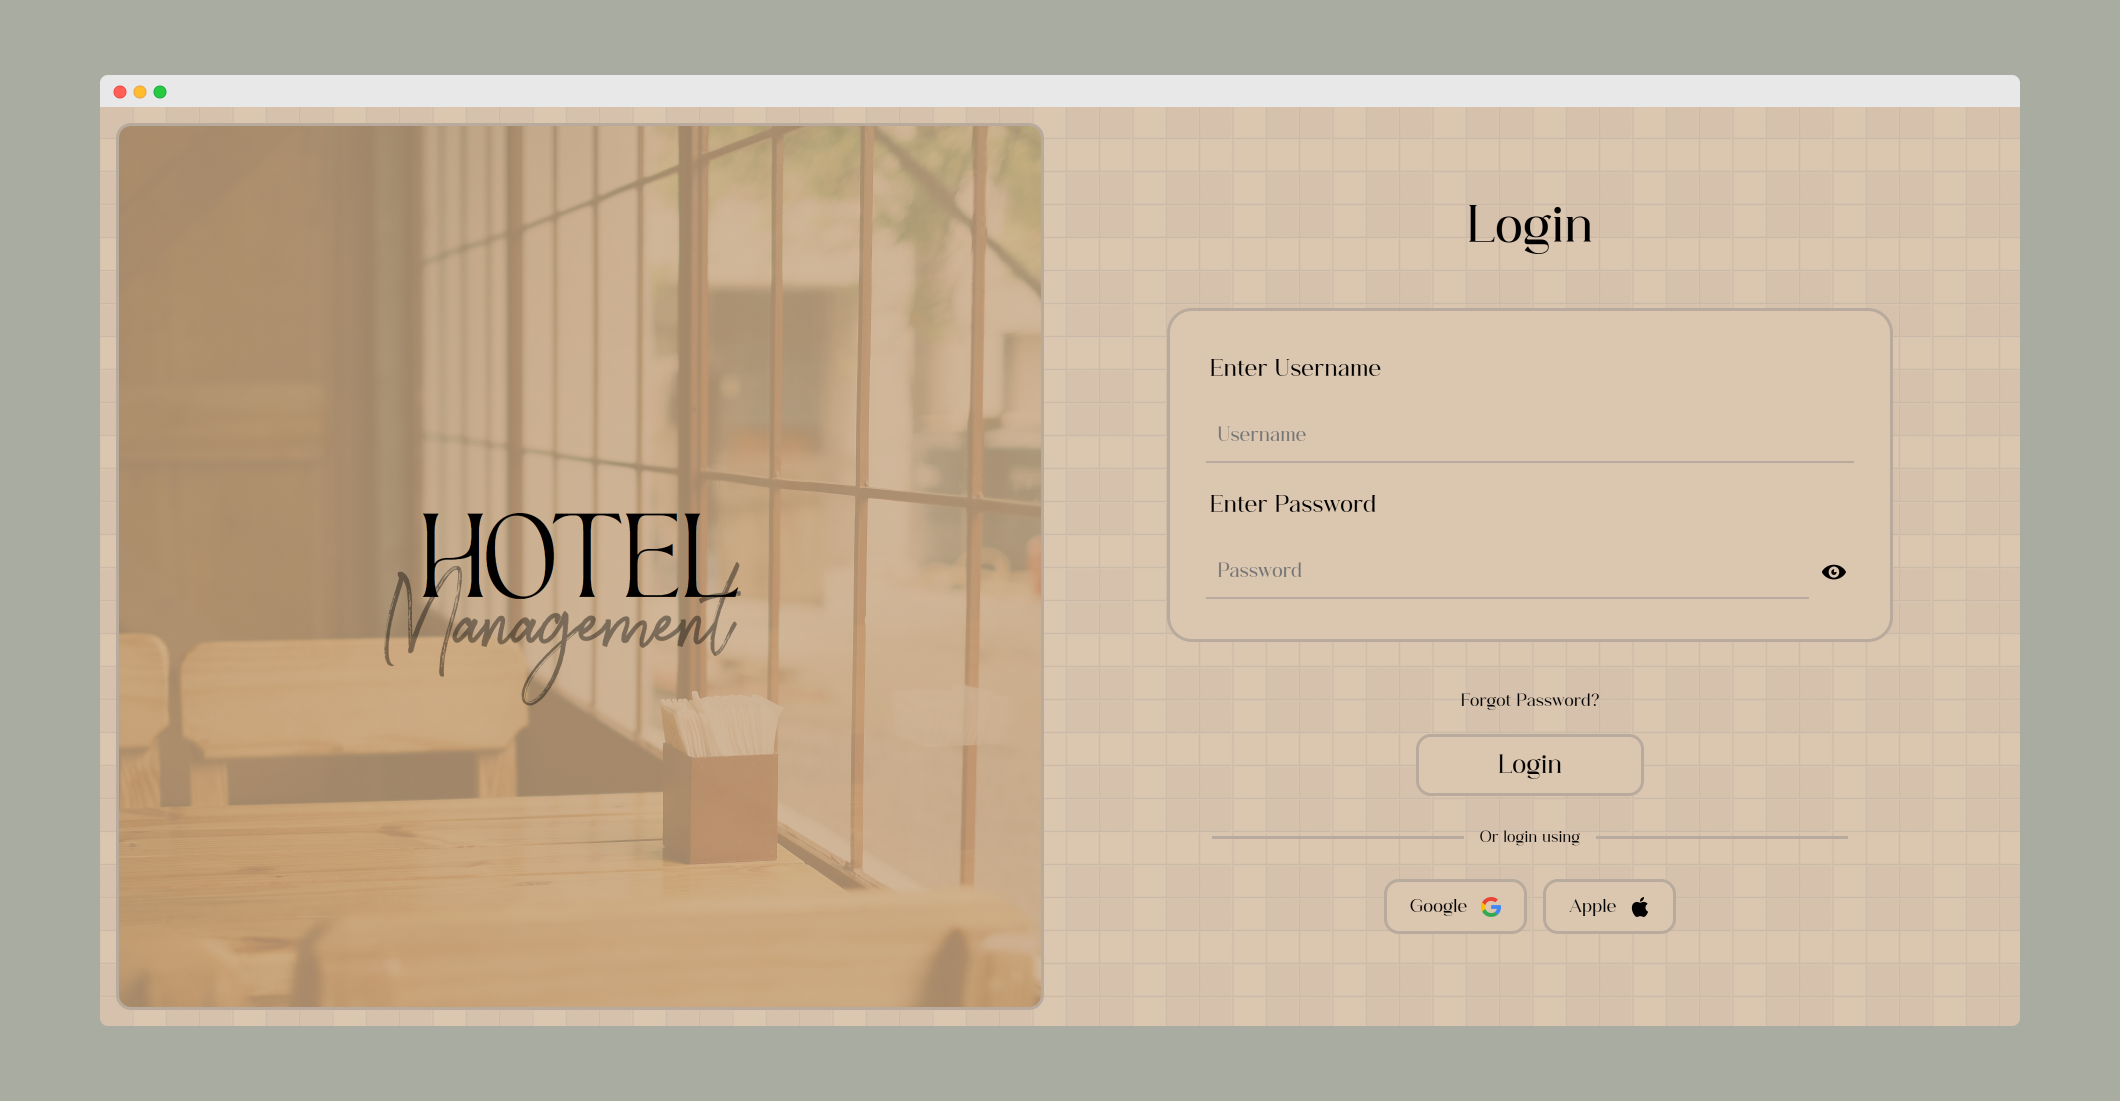 HOTEL
Management
Login
Enter Username
Username
Enter Password
Password
Forgot Password?
Login
Or login using
Google
Apple